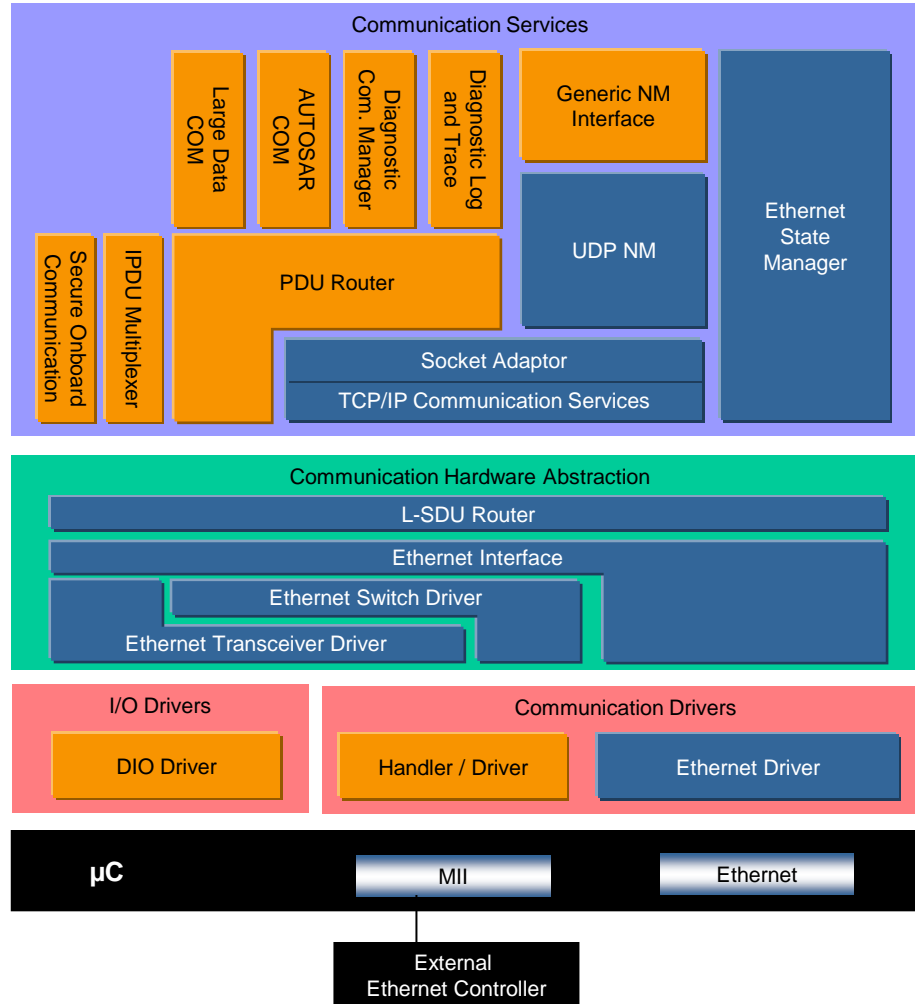 Communication Services
Large Data
COM
AUTOSAR
COM
Diagnostic
Com. Manager
Diagnostic Log
and Trace
Generic NM
Interface
Ethernet
State
Manager
UDP NM
Secure Onboard
Communication
IPDU Multiplexer
PDU Router
Socket Adaptor
TCP/IP Communication Services
Communication Hardware Abstraction
L-SDU Router
Ethernet Interface
Ethernet Switch Driver
Ethernet Transceiver Driver
I/O Drivers
DIO Driver
Communication Drivers
Handler / Driver
Ethernet Driver
µC
MII
Ethernet
External
Ethernet Controller